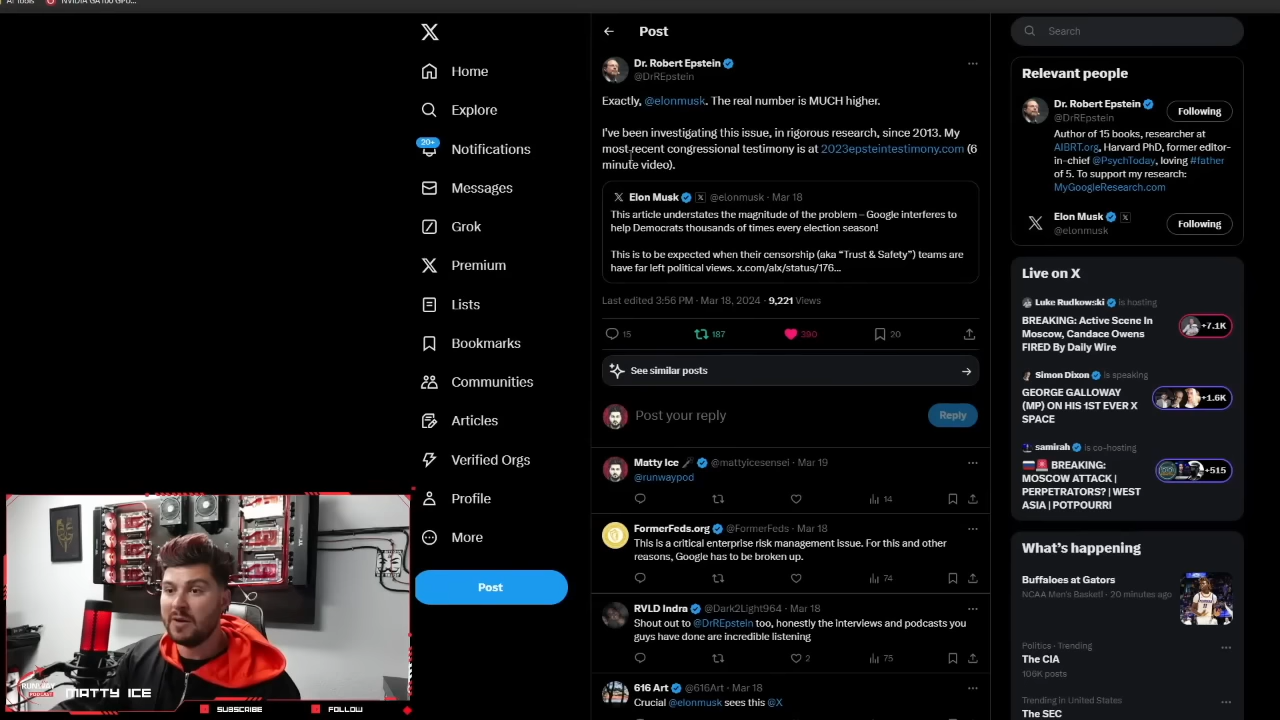 AI Tools
NVIDIA GA100 GPU...
Post
Search
Home
Explore
20+
Notifications
Messages
Grok
Premium
Lists
Bookmarks
Communities
Articles
Verified Orgs
Profile
More
Post
Dr. Robert Epstein
@DrREpstein
Exactly, @elonmusk. The real number is MUCH higher.
I've been investigating this issue, in rigorous research, since 2013. My
most recent congressional testimony is at 2023epsteintestimony.com (6
minute video).
Elon Musk @elonmusk · Mar 18
This article understates the magnitude of the problem – Google interferes to
help Democrats thousands of times every election season!
This is to be expected when their censorship (aka “Trust & Safety”) teams are
have far left political views. x.com/alx/status/176...
Last edited 3:56 PM · Mar 18, 2024 · 9,221 Views
15 187 390 20
See similar posts
Post your reply
Reply
Matty Ice @mattyicesensei · Mar 19
@runwaypod
14
FormerFeds.org @FormerFeds · Mar 18
This is a critical enterprise risk management issue. For this and other
reasons, Google has to be broken up.
74
RVLD Indra @Dark2Light964 · Mar 18
Shout out to @DrREpstein too, honestly the interviews and podcasts you
guys have done are incredible listening
2 75
616 Art @616Art · Mar 18
Crucial @elonmusk sees this @X
Relevant people
Dr. Robert Epstein
@DrREpstein
Following
Author of 15 books, researcher at
AIBRT.org, Harvard PhD, former editor-
in-chief @PsychToday, loving #father
of 5. To support my research:
MyGoogleResearch.com
Elon Musk
@elonmusk
Following
Live on X
Luke Rudkowski is hosting
BREAKING: Active Scene In
Moscow, Candace Owens
FIRED By Daily Wire
+7.1K
Simon Dixon is speaking
GEORGE GALLOWAY
(MP) ON HIS 1ST EVER X
SPACE
+1.6K
samirah is co-hosting
BREAKING:
MOSCOW ATTACK |
PERPETRATORS? | WEST
ASIA | POTPOURRI
+515
What's happening
Buffaloes at Gators
NCAA Men's Basketl · 20 minutes ago
Politics · Trending
The CIA
106K posts
Trending in United States
The SEC
RUNWAY
PODCAST
MATTY ICE
SUBSCRIBE
FOLLOW